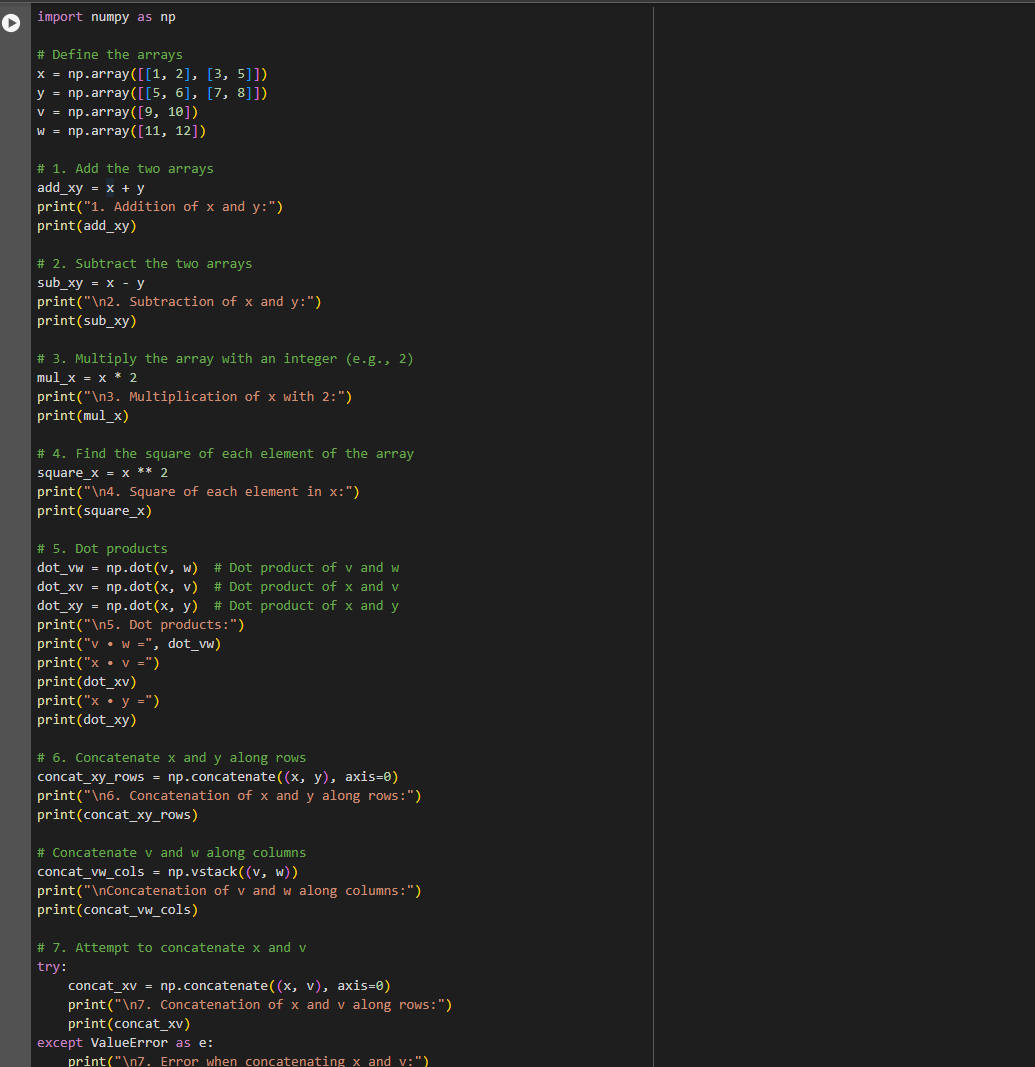 import numpy as np

# Define the arrays
x = np.array([[1, 2], [3, 5]])
y = np.array([[5, 6], [7, 8]])
v = np.array([9, 10])
w = np.array([11, 12])

# 1. Add the two arrays
add_xy = x + y
print("1. Addition of x and y:")
print(add_xy)

# 2. Subtract the two arrays
sub_xy = x - y
print("\n2. Subtraction of x and y:")
print(sub_xy)

# 3. Multiply the array with an integer (e.g., 2)
mul_x = x * 2
print("\n3. Multiplication of x with 2:")
print(mul_x)

# 4. Find the square of each element of the array
square_x = x ** 2
print("\n4. Square of each element in x:")
print(square_x)

# 5. Dot products
dot_vw = np.dot(v, w)  # Dot product of v and w
dot_xv = np.dot(x, v)  # Dot product of x and v
dot_xy = np.dot(x, y)  # Dot product of x and y
print("\n5. Dot products:")
print("v • w =", dot_vw)
print("x • v =")
print(dot_xv)
print("x • y =")
print(dot_xy)

# 6. Concatenate x and y along rows
concat_xy_rows = np.concatenate((x, y), axis=0)
print("\n6. Concatenation of x and y along rows:")
print(concat_xy_rows)

# Concatenate v and w along columns
concat_vw_cols = np.vstack((v, w))
print("\nConcatenation of v and w along columns:")
print(concat_vw_cols)

# 7. Attempt to concatenate x and v
try:
    concat_xv = np.concatenate((x, v), axis=0)
    print("\n7. Concatenation of x and v along rows:")
    print(concat_xv)
except ValueError as e:
    print("\n7. Error when concatenating x and v:")